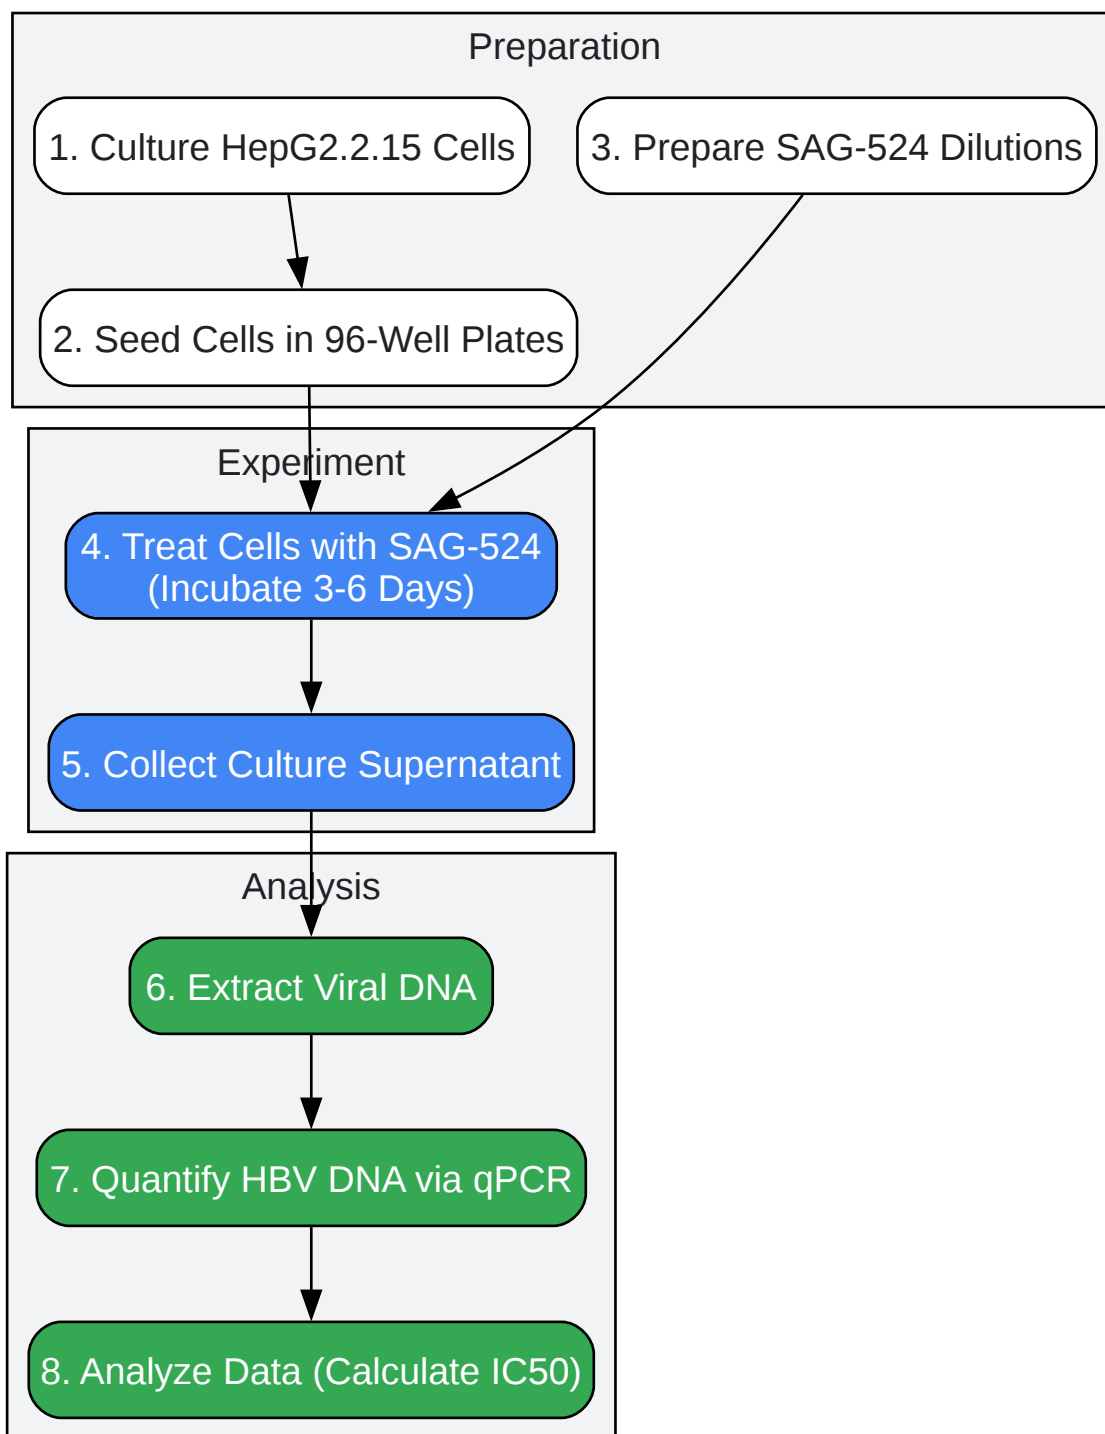 Preparation
1. Culture HepG2.2.15 Cells
3. Prepare SAG-524 Dilutions
2. Seed Cells in 96-Well Plates
Experiment
4. Treat Cells with SAG-524
(Incubate 3-6 Days)
5. Collect Culture Supernatant
Analysis
6. Extract Viral DNA
7. Quantify HBV DNA via qPCR
8. Analyze Data (Calculate IC50)